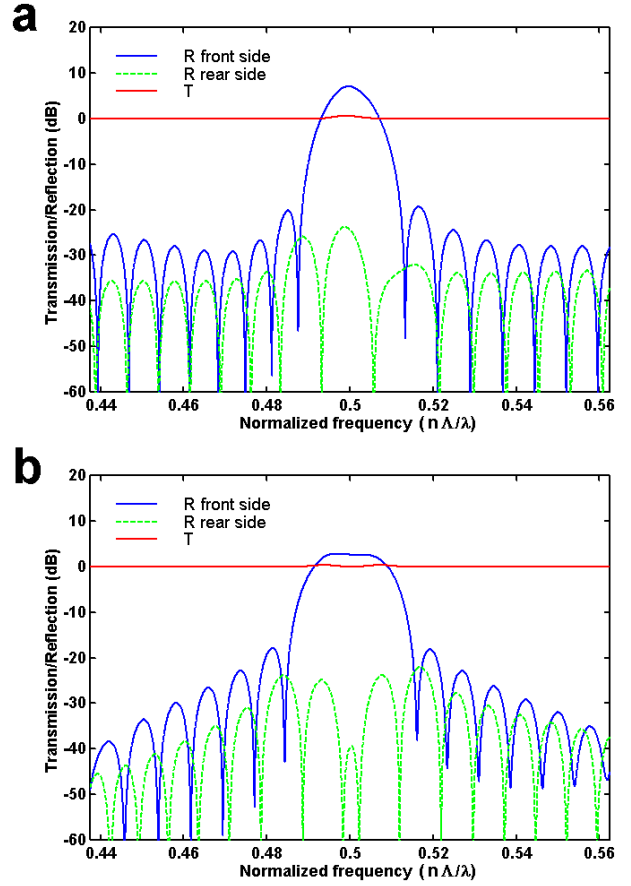 a
20
10
0
-10
-20
-30
-40
-50
-60
Transmission/Reflection (dB)
R front side
R rear side
T
0.44 0.46 0.48 0.5 0.52 0.54 0.56
Normalized frequency (nΛ/λ)
b
20
10
0
-10
-20
-30
-40
-50
-60
Transmission/Reflection (dB)
R front side
R rear side
T
0.44 0.46 0.48 0.5 0.52 0.54 0.56
Normalized frequency (nΛ/λ)